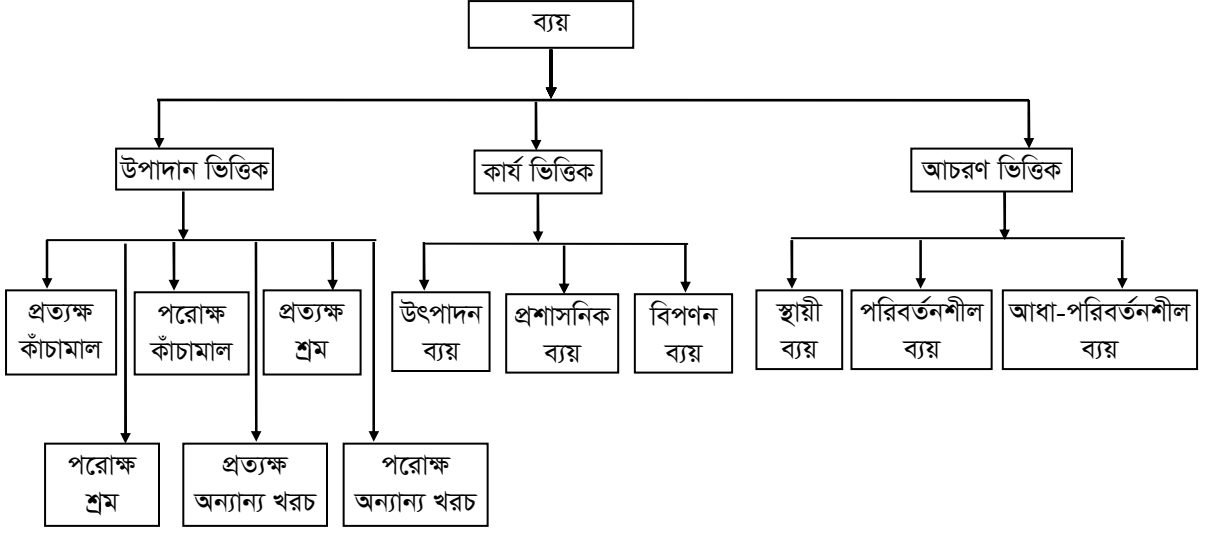 ব্যয়
উপাদান ভিত্তিক
কার্য ভিত্তিক
আচরণ ভিত্তিক
প্রত্যক্ষ
কাঁচামাল
পরোক্ষ
কাঁচামাল
প্রত্যক্ষ
শ্রম
উৎপাদন
ব্যয়
প্রশাসনিক
ব্যয়
বিপণন
ব্যয়
স্থায়ী
ব্যয়
পরিবর্তনশীল
ব্যয়
আধা-পরিবর্তনশীল
ব্যয়
পরোক্ষ
শ্রম
প্রত্যক্ষ
অন্যান্য খরচ
পরোক্ষ
অন্যান্য খরচ